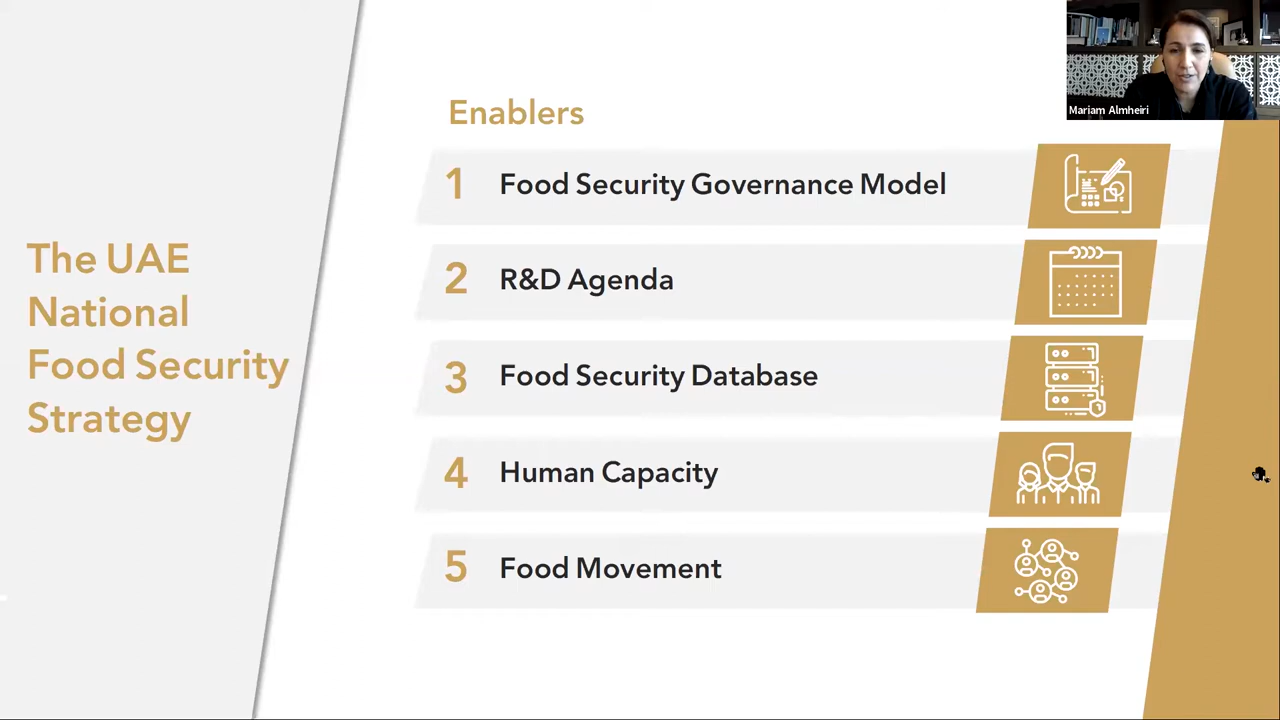 Mariam Almheiri
The UAE
National
Food Security
Strategy
Enablers
1 Food Security Governance Model
2 R&D Agenda
3 Food Security Database
4 Human Capacity
5 Food Movement